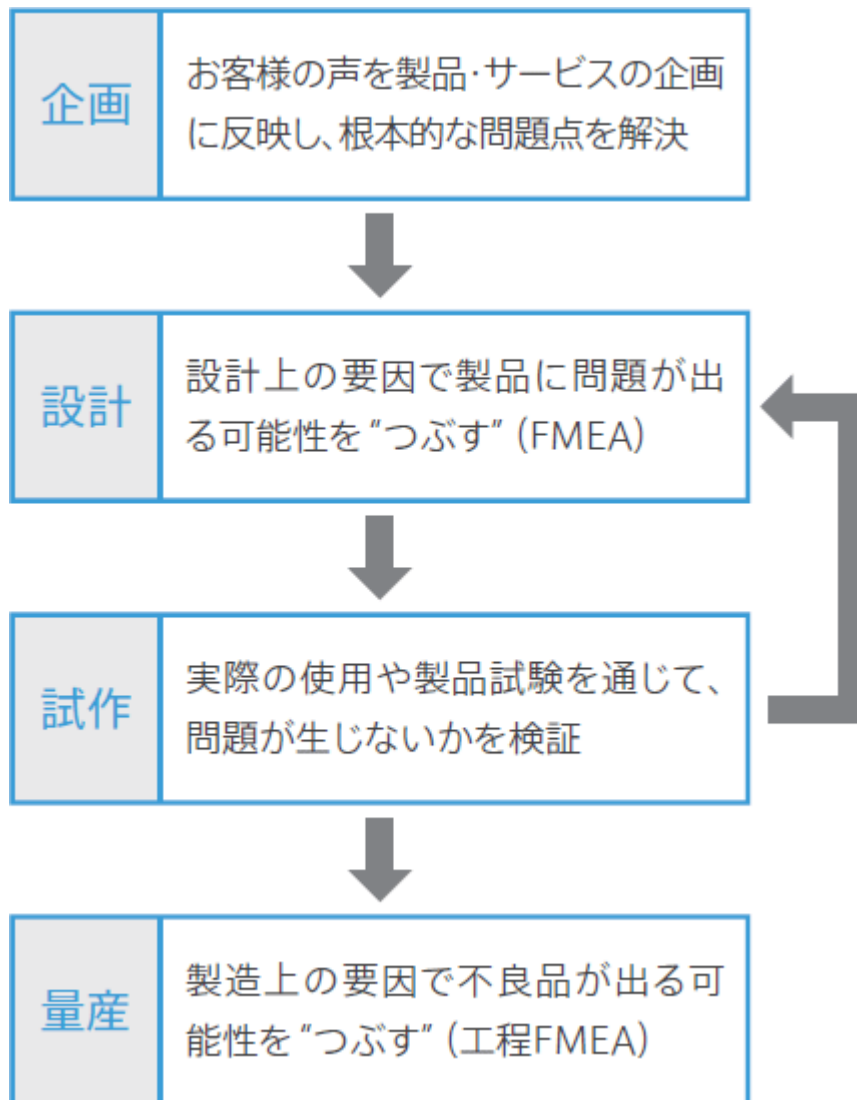 企画
お客様の声を製品・サービスの企画
に反映し、根本的な問題点を解決
設計
設計上の要因で製品に問題が出
る可能性を“つぶす”（FMEA）
試作
実際の使用や製品試験を通じて、
問題が生じないかを検証
量産
製造上の要因で不良品が出る可
能性を“つぶす”（工程FMEA）